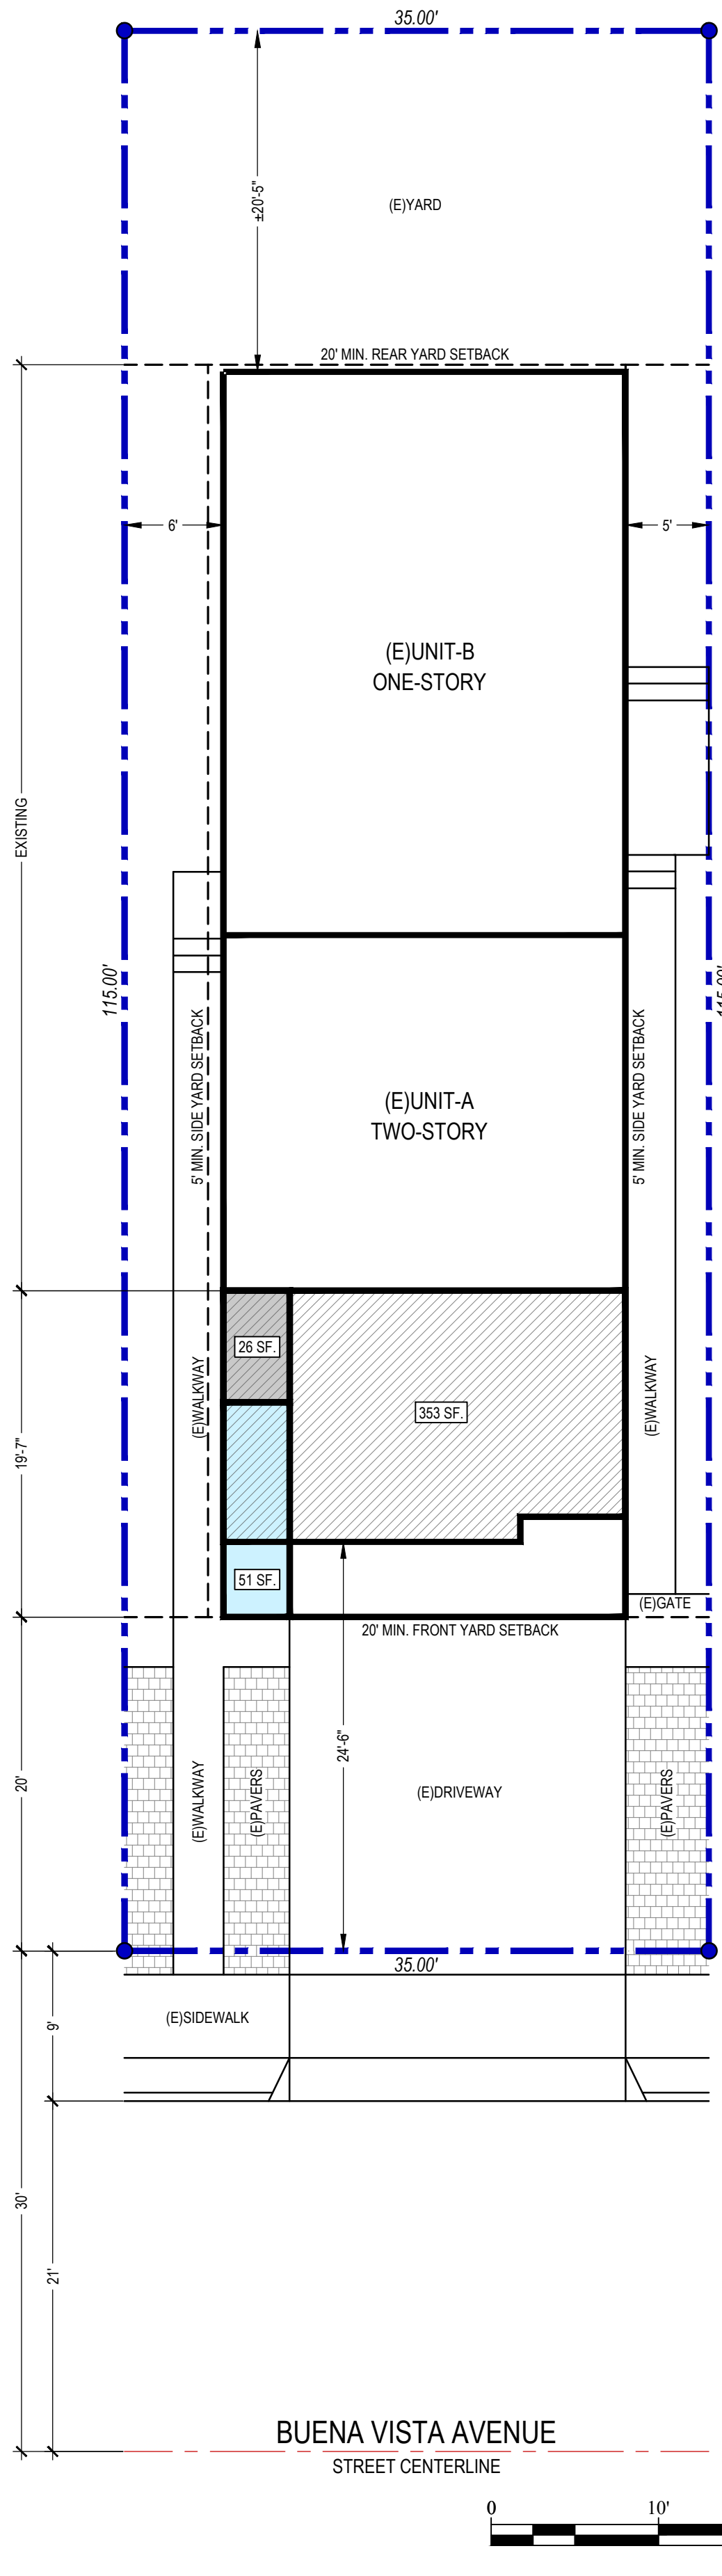 35.00'
±20'-5"
(E)YARD
20' MIN. REAR YARD SETBACK
6'
5'
(E)UNIT-B
ONE-STORY
EXISTING
115.00'
115.00'
5' MIN. SIDE YARD SETBACK
5' MIN. SIDE YARD SETBACK
(E)UNIT-A
TWO-STORY
26 SF.
(E)WALKWAY
353 SF.
(E)WALKWAY
19'-7"
51 SF.
(E)GATE
20' MIN. FRONT YARD SETBACK
24'-6"
20'
(E)WALKWAY
(E)PAVERS
(E)DRIVEWAY
(E)PAVERS
35.00'
(E)SIDEWALK
9'
30'
21'
BUENA VISTA AVENUE
STREET CENTERLINE
0
10'